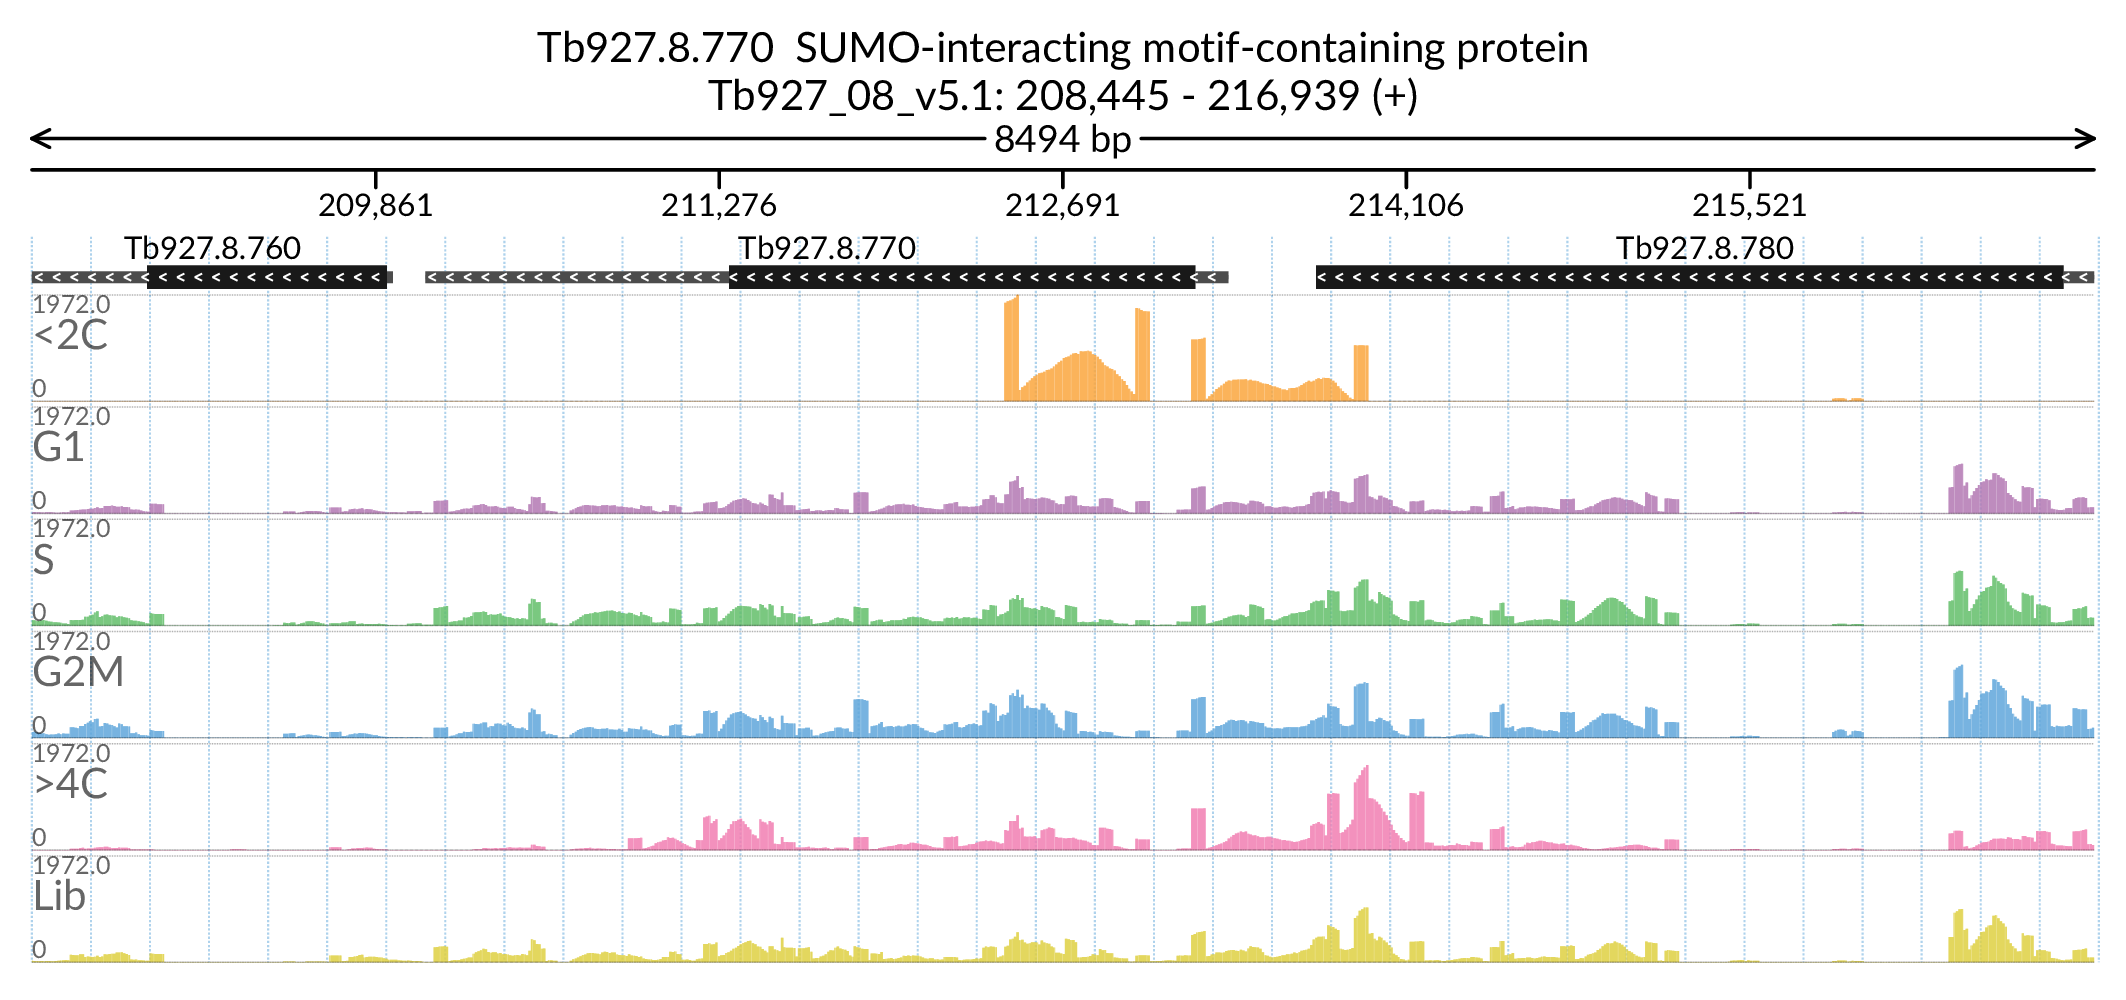 Tb927.8.770  SUMO-interacting motif-containing protein
Tb927_08_v5.1: 208,445 - 216,939 (+)
8494 bp
209,861 211,276 212,691 214,106 215,521
Tb927.8.760 Tb927.8.770 Tb927.8.780
1972.0
<2C
0
1972.0
G1
0
1972.0
S
0
1972.0
G2M
0
1972.0
>4C
0
1972.0
Lib
0